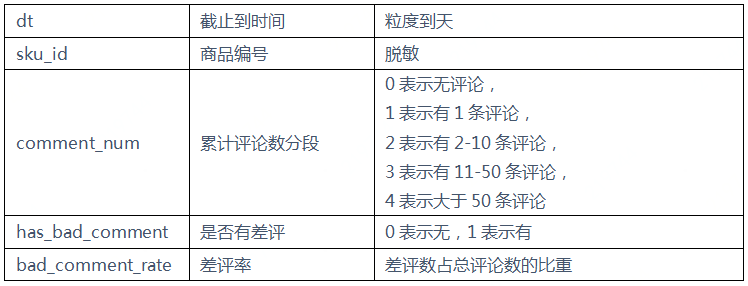 dt 截止到时间 粒度到天
sku_id 商品编号 脱敏
comment_num 累计评论数分段 0 表示无评论，
1 表示有 1 条评论，
2 表示有 2-10 条评论，
3 表示有 11-50 条评论，
4 表示大于 50 条评论
has_bad_comment 是否有差评 0 表示无，1 表示有
bad_comment_rate 差评率 差评数占总评论数的比重